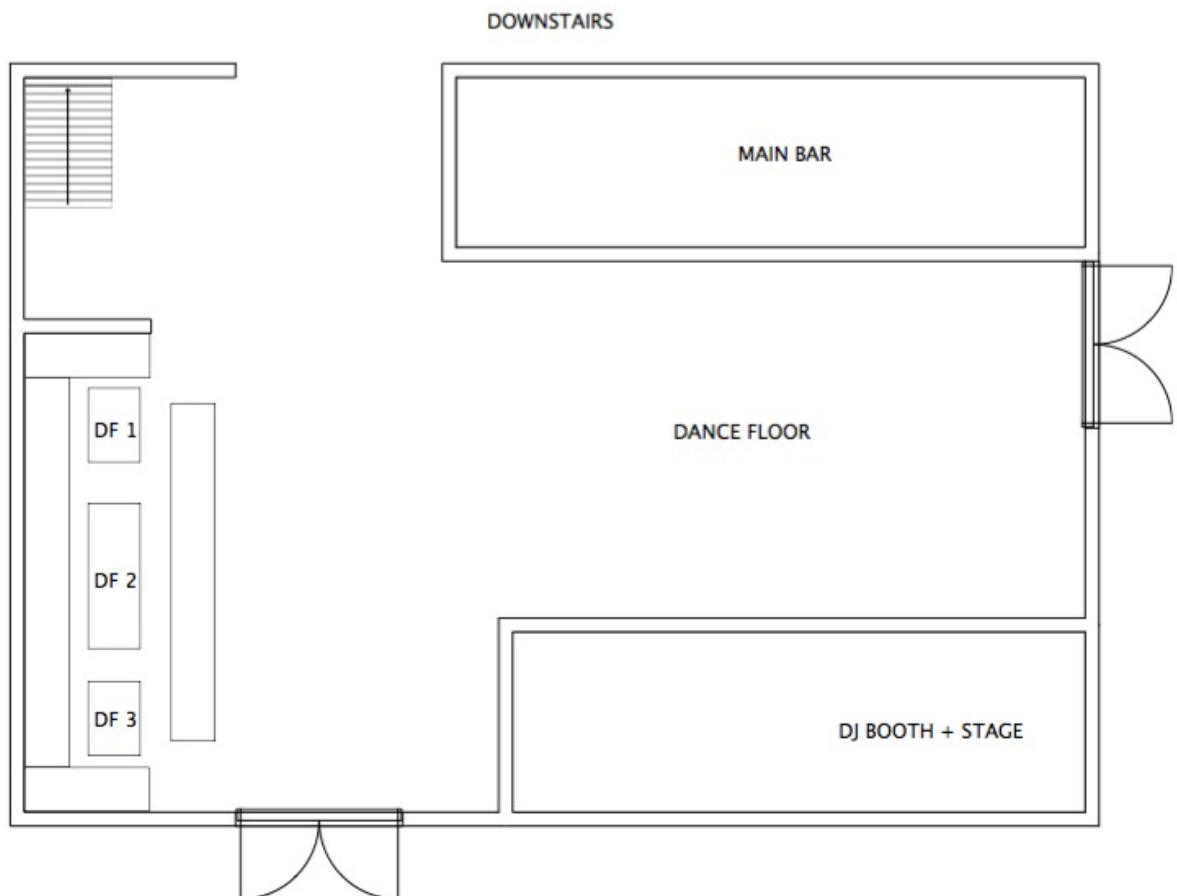 DOWNSTAIRS
MAIN BAR
DANCE FLOOR
DF 1
DF 2
DF 3
DJ BOOTH + STAGE